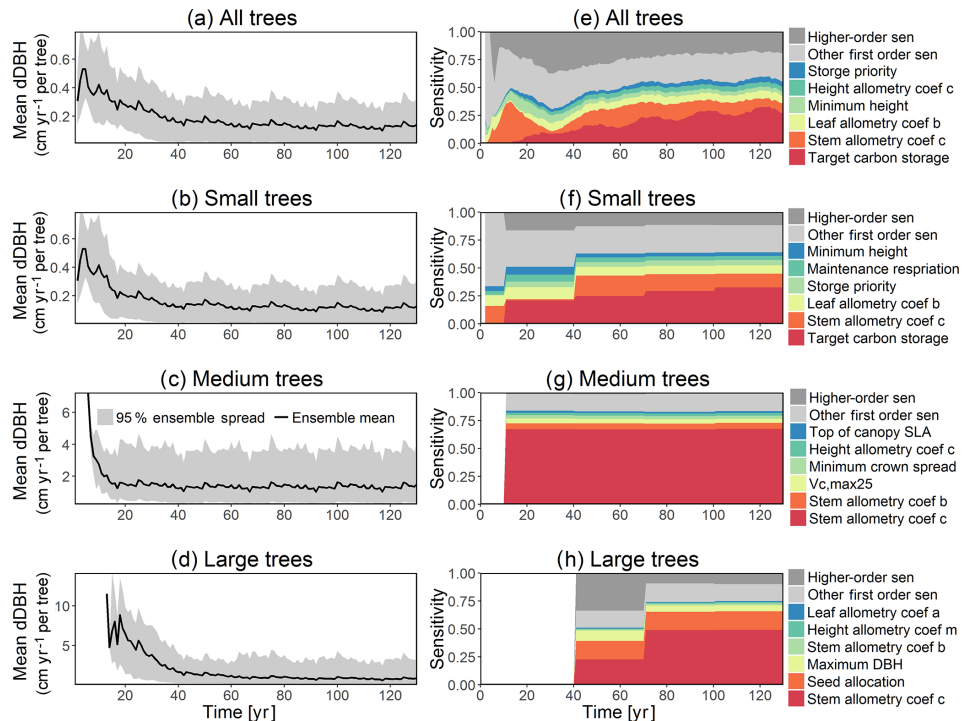 (a) All trees
Mean dDBH
(cm yr⁻¹ per tree)
0.6
0.4
0.2
20 40 60 80 100 120
(e) All trees
Sensitivity
1.00
0.75
0.50
0.25
0.00
0 20 40 60 80 100 120
Higher-order sen
Other first order sen
Storge priority
Height allometry coef c
Minimum height
Leaf allometry coef b
Stem allometry coef c
Target carbon storage
(b) Small trees
Mean dDBH
(cm yr⁻¹ per tree)
0.6
0.4
0.2
20 40 60 80 100 120
(f) Small trees
Sensitivity
1.00
0.75
0.50
0.25
0.00
0 20 40 60 80 100 120
Higher-order sen
Other first order sen
Minimum height
Maintenance respriation
Storge priority
Leaf allometry coef b
Stem allometry coef c
Target carbon storage
(c) Medium trees
Mean dDBH
(cm yr⁻¹ per tree)
6
4
2
95 % ensemble spread Ensemble mean
20 40 60 80 100 120
(g) Medium trees
Sensitivity
1.00
0.75
0.50
0.25
0.00
0 20 40 60 80 100 120
Higher-order sen
Other first order sen
Top of canopy SLA
Height allometry coef c
Minimum crown spread
Vc,max25
Stem allometry coef b
Stem allometry coef c
(d) Large trees
Mean dDBH
(cm yr⁻¹ per tree)
10
5
20 40 60 80 100 120
Time [yr]
(h) Large trees
Sensitivity
1.00
0.75
0.50
0.25
0.00
0 20 40 60 80 100 120
Time [yr]
Higher-order sen
Other first order sen
Leaf allometry coef a
Height allometry coef m
Stem allometry coef b
Maximum DBH
Seed allocation
Stem allometry coef c